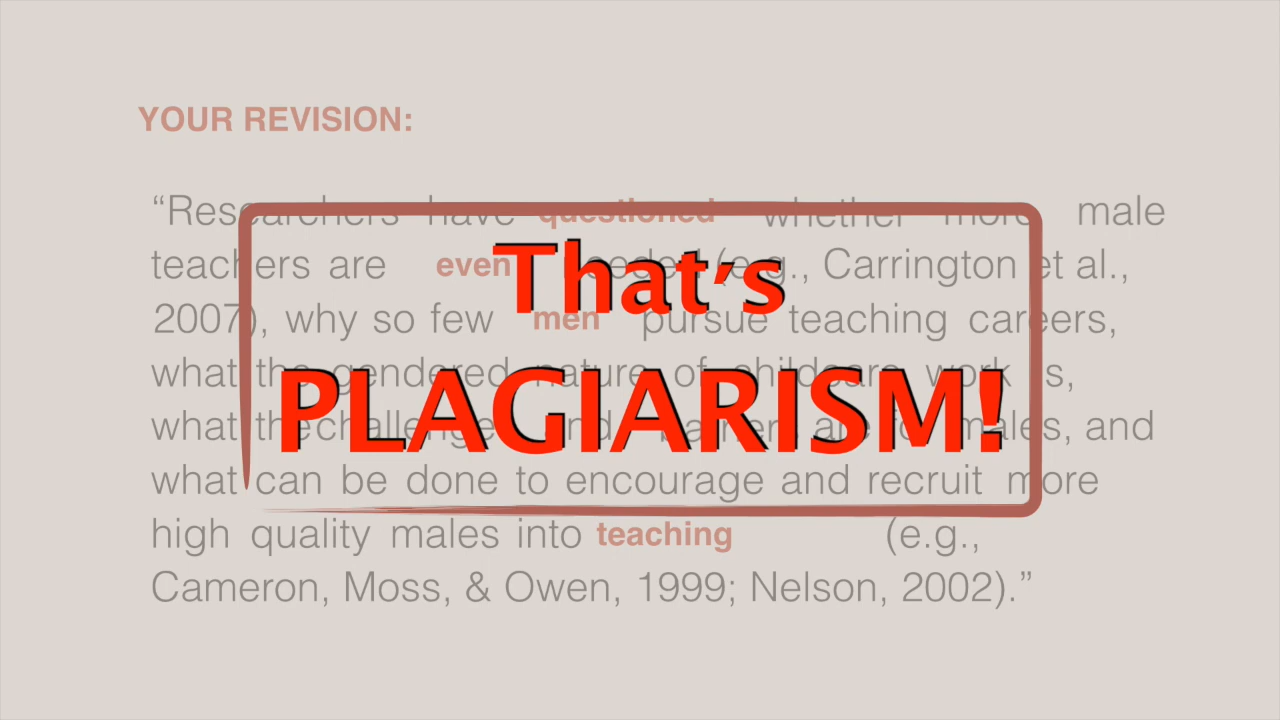 YOUR REVISION:
“Researchers have questioned whether more male
teachers are even needed (e.g., Carrington et al.,
2007), why so few men pursue teaching careers,
what the gendered nature of childcare work is,
what the challenges and barriers are for males, and
what can be done to encourage and recruit more
high quality males into teaching (e.g.,
Cameron, Moss, & Owen, 1999; Nelson, 2002).”
That’s
PLAGIARISM!